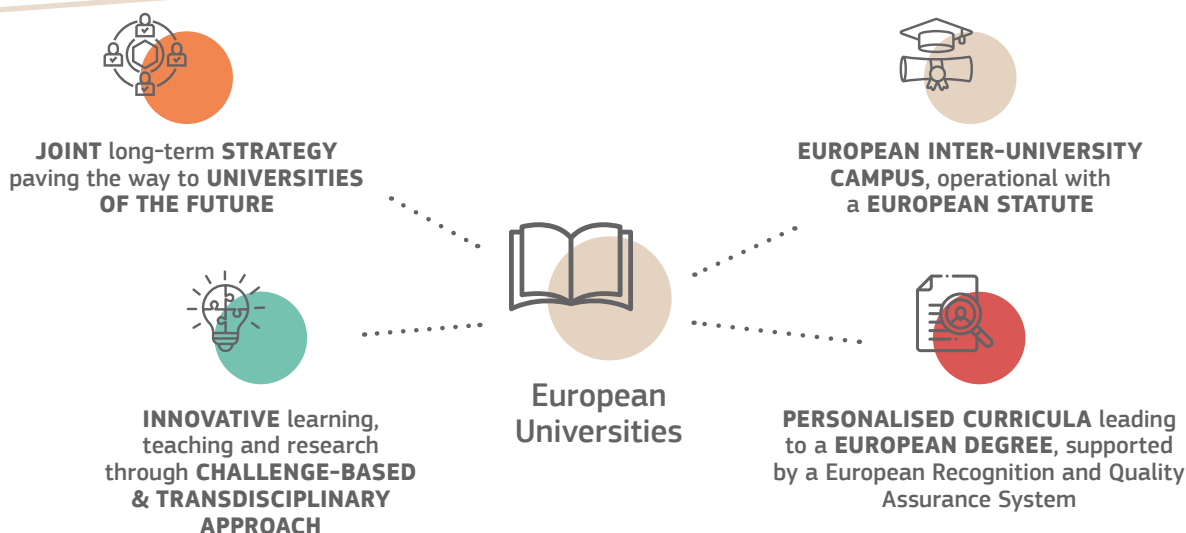 JOINT long-term STRATEGY
paving the way to UNIVERSITIES
OF THE FUTURE
EUROPEAN INTER-UNIVERSITY
CAMPUS, operational with
a EUROPEAN STATUTE
European
Universities
INNOVATIVE learning,
teaching and research
through CHALLENGE-BASED
& TRANSDISCIPLINARY
APPROACH
PERSONALISED CURRICULA leading
to a EUROPEAN DEGREE, supported
by a European Recognition and Quality
Assurance System